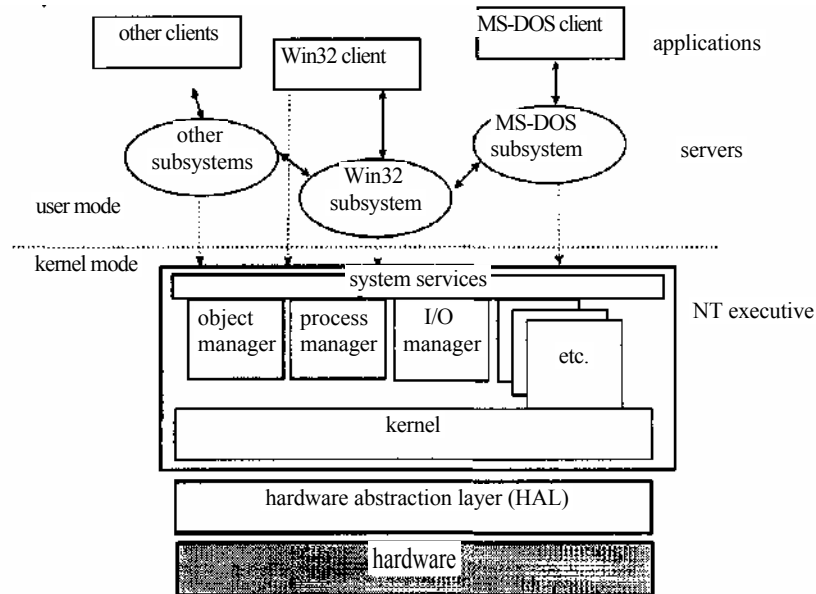 other clients
Win32 client
MS-DOS client
applications
other
subsystems
Win32
subsystem
MS-DOS
subsystem
servers
user mode
kernel mode
system services
NT executive
object
manager
process
manager
I/O
manager
etc.
kernel
hardware abstraction layer (HAL)
hardware